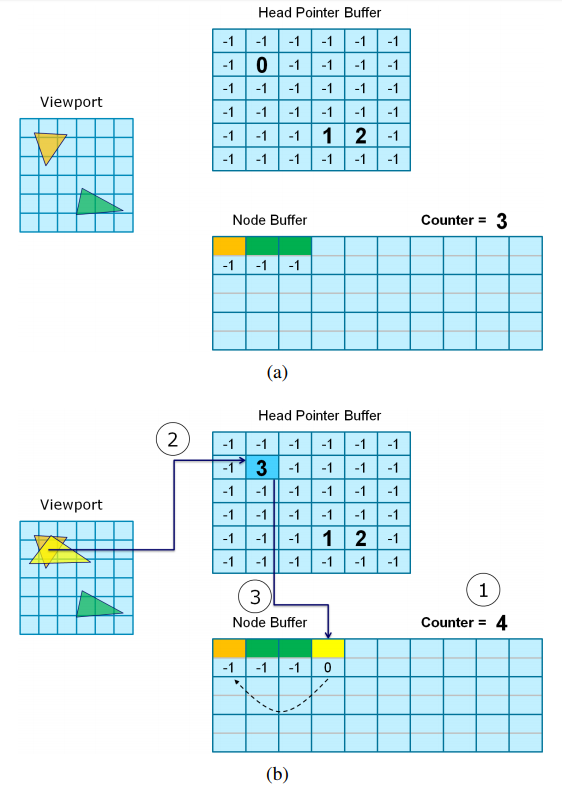 Head Pointer Buffer
-1 -1 -1 -1 -1 -1
-1 0 -1 -1 -1 -1
-1 -1 -1 -1 -1 -1
-1 -1 -1 -1 -1 -1
-1 -1 -1 1 2 -1
-1 -1 -1 -1 -1 -1
Viewport
Node Buffer
Counter = 3
-1 -1 -1
(a)
Head Pointer Buffer
-1 -1 -1 -1 -1 -1
-1 3 -1 -1 -1 -1
-1 -1 -1 -1 -1 -1
-1 -1 -1 -1 -1 -1
-1 -1 -1 1 2 -1
-1 -1 -1 -1 -1 -1
2
Viewport
3
1
Node Buffer
Counter = 4
-1 -1 -1 0
(b)